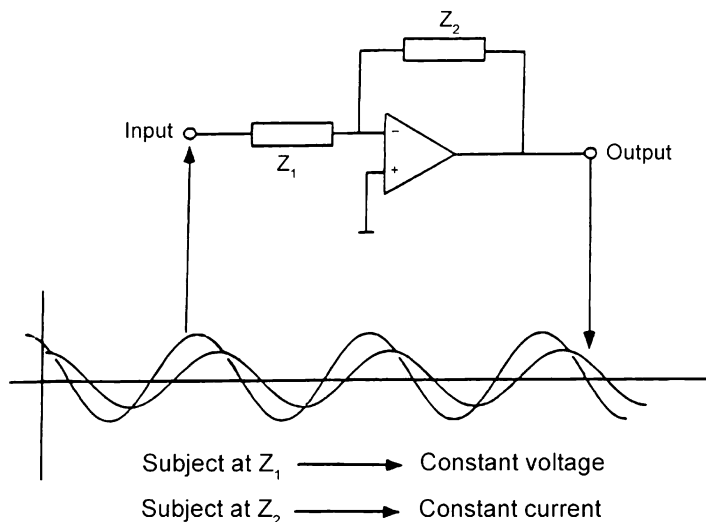 Z₂
Input
Z₁
−
+
Output
Subject at Z₁ → Constant voltage
Subject at Z₂ → Constant current